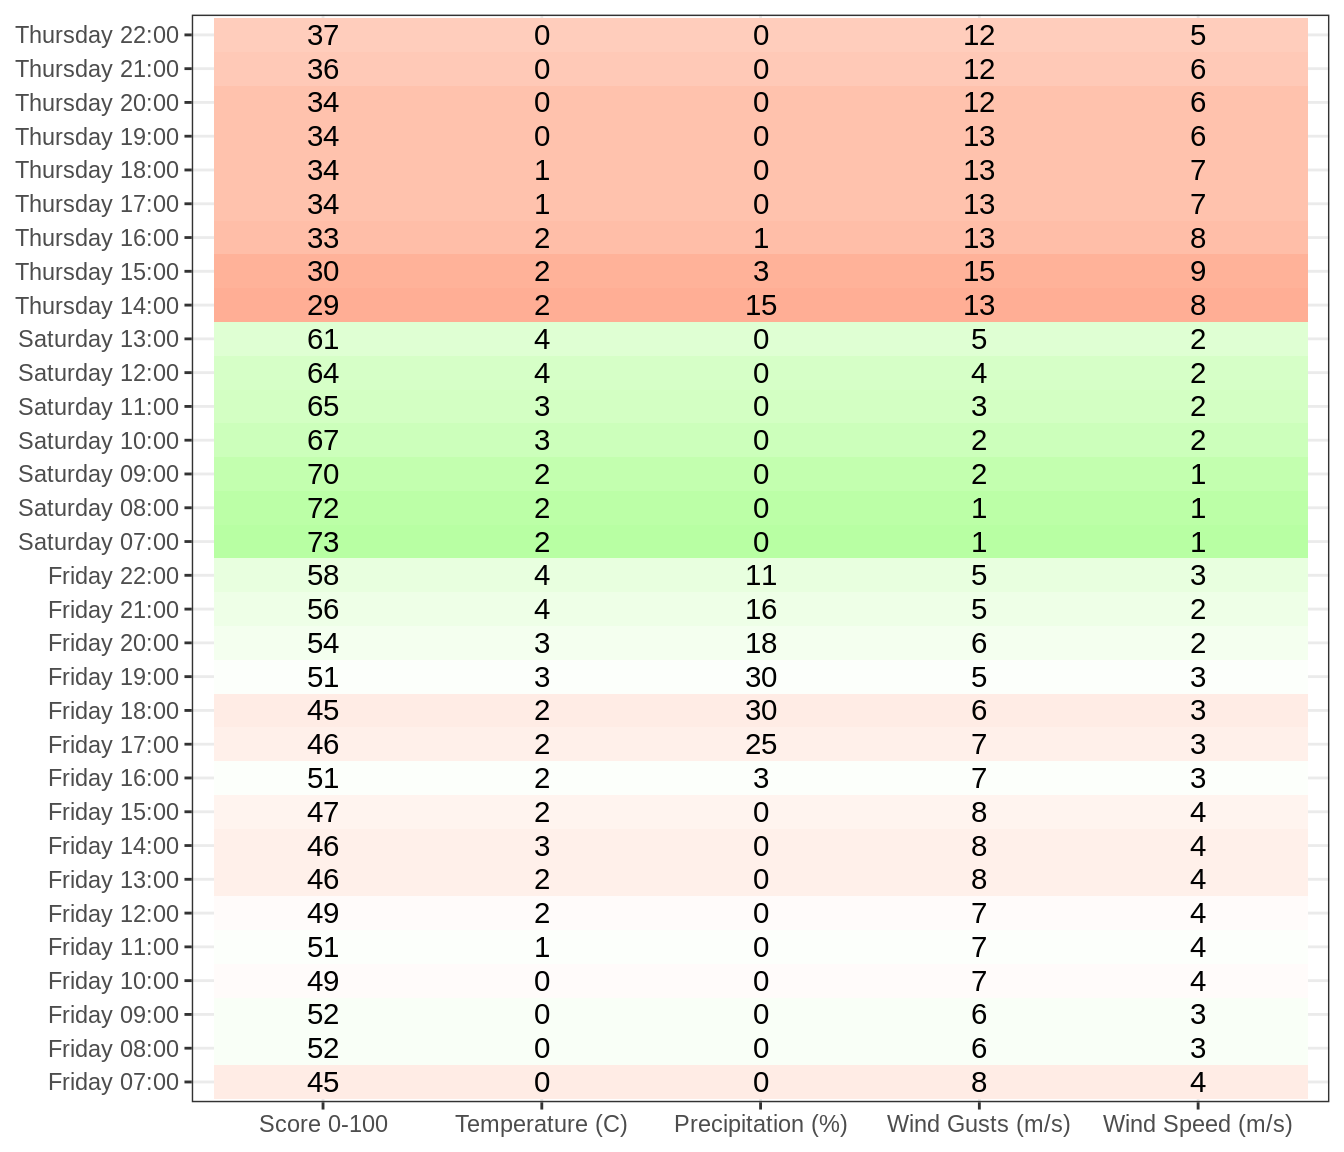 Thursday 22:00 37 0 0 12 5
Thursday 21:00 36 0 0 12 6
Thursday 20:00 34 0 0 12 6
Thursday 19:00 34 0 0 13 6
Thursday 18:00 34 1 0 13 7
Thursday 17:00 34 1 0 13 7
Thursday 16:00 33 2 1 13 8
Thursday 15:00 30 2 3 15 9
Thursday 14:00 29 2 15 13 8
Saturday 13:00 61 4 0 5 2
Saturday 12:00 64 4 0 4 2
Saturday 11:00 65 3 0 3 2
Saturday 10:00 67 3 0 2 2
Saturday 09:00 70 2 0 2 1
Saturday 08:00 72 2 0 1 1
Saturday 07:00 73 2 0 1 1
Friday 22:00 58 4 11 5 3
Friday 21:00 56 4 16 5 2
Friday 20:00 54 3 18 6 2
Friday 19:00 51 3 30 5 3
Friday 18:00 45 2 30 6 3
Friday 17:00 46 2 25 7 3
Friday 16:00 51 2 3 7 3
Friday 15:00 47 2 0 8 4
Friday 14:00 46 3 0 8 4
Friday 13:00 46 2 0 8 4
Friday 12:00 49 2 0 7 4
Friday 11:00 51 1 0 7 4
Friday 10:00 49 0 0 7 4
Friday 09:00 52 0 0 6 3
Friday 08:00 52 0 0 6 3
Friday 07:00 45 0 0 8 4
Score 0-100 Temperature (C) Precipitation (%) Wind Gusts (m/s) Wind Speed (m/s)